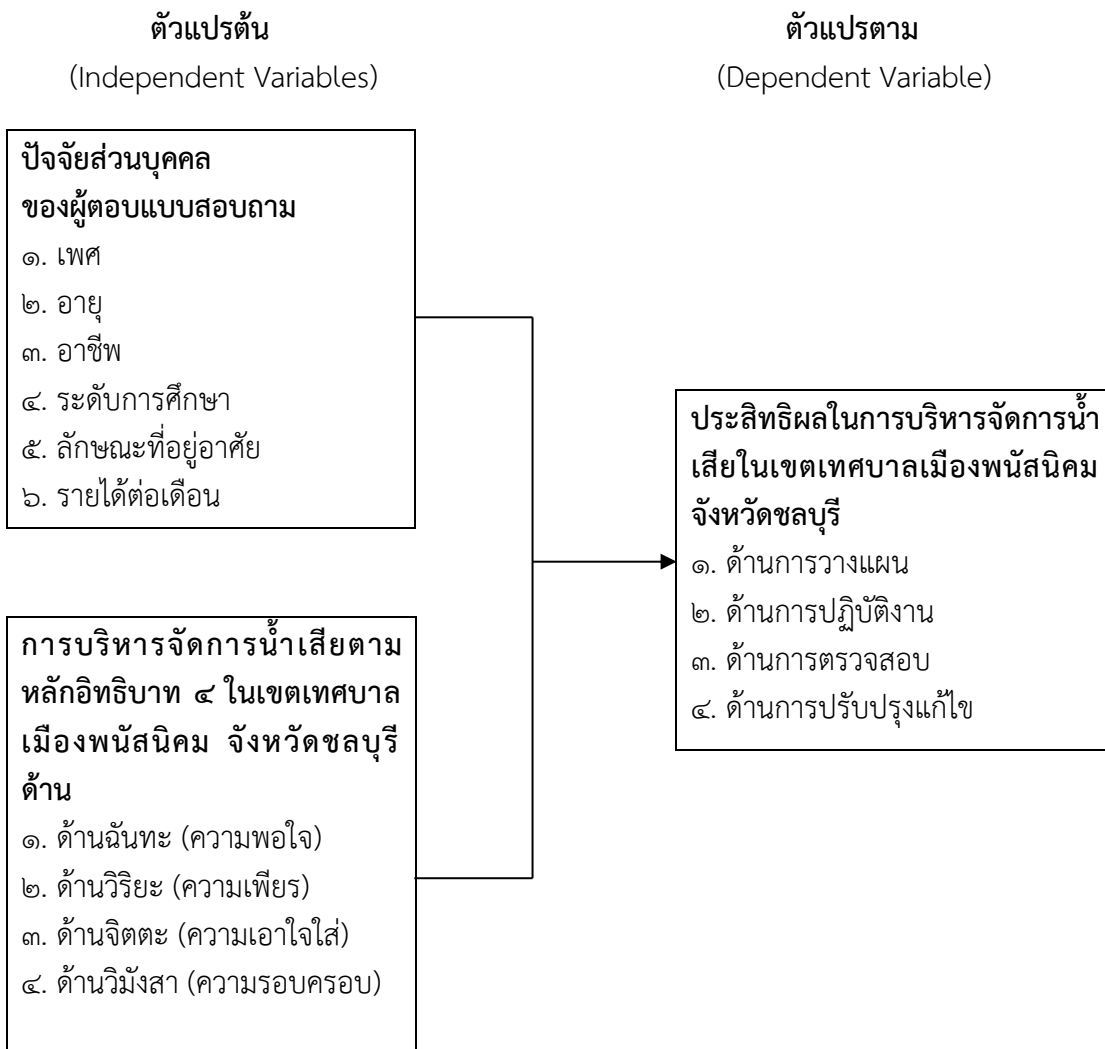 ตัวแปรต้น
(Independent Variables)
ตัวแปรตาม
(Dependent Variable)
ปัจจัยส่วนบุคคล
ของผู้ตอบแบบสอบถาม
๑. เพศ
๒. อายุ
๓. อาชีพ
๔. ระดับการศึกษา
๕. ลักษณะที่อยู่อาศัย
๖. รายได้ต่อเดือน
การบริหารจัดการน้ำเสียตาม
หลักอิทธิบาท ๔ ในเขตเทศบาล
เมืองพนัสนิคม จังหวัดชลบุรี
ด้าน
๑. ด้านฉันทะ (ความพอใจ)
๒. ด้านวิริยะ (ความเพียร)
๓. ด้านจิตตะ (ความเอาใจใส่)
๔. ด้านวิมังสา (ความรอบครอบ)
ประสิทธิผลในการบริหารจัดการน้ำ
เสียในเขตเทศบาลเมืองพนัสนิคม
จังหวัดชลบุรี
๑. ด้านการวางแผน
๒. ด้านการปฏิบัติงาน
๓. ด้านการตรวจสอบ
๔. ด้านการปรับปรุงแก้ไข